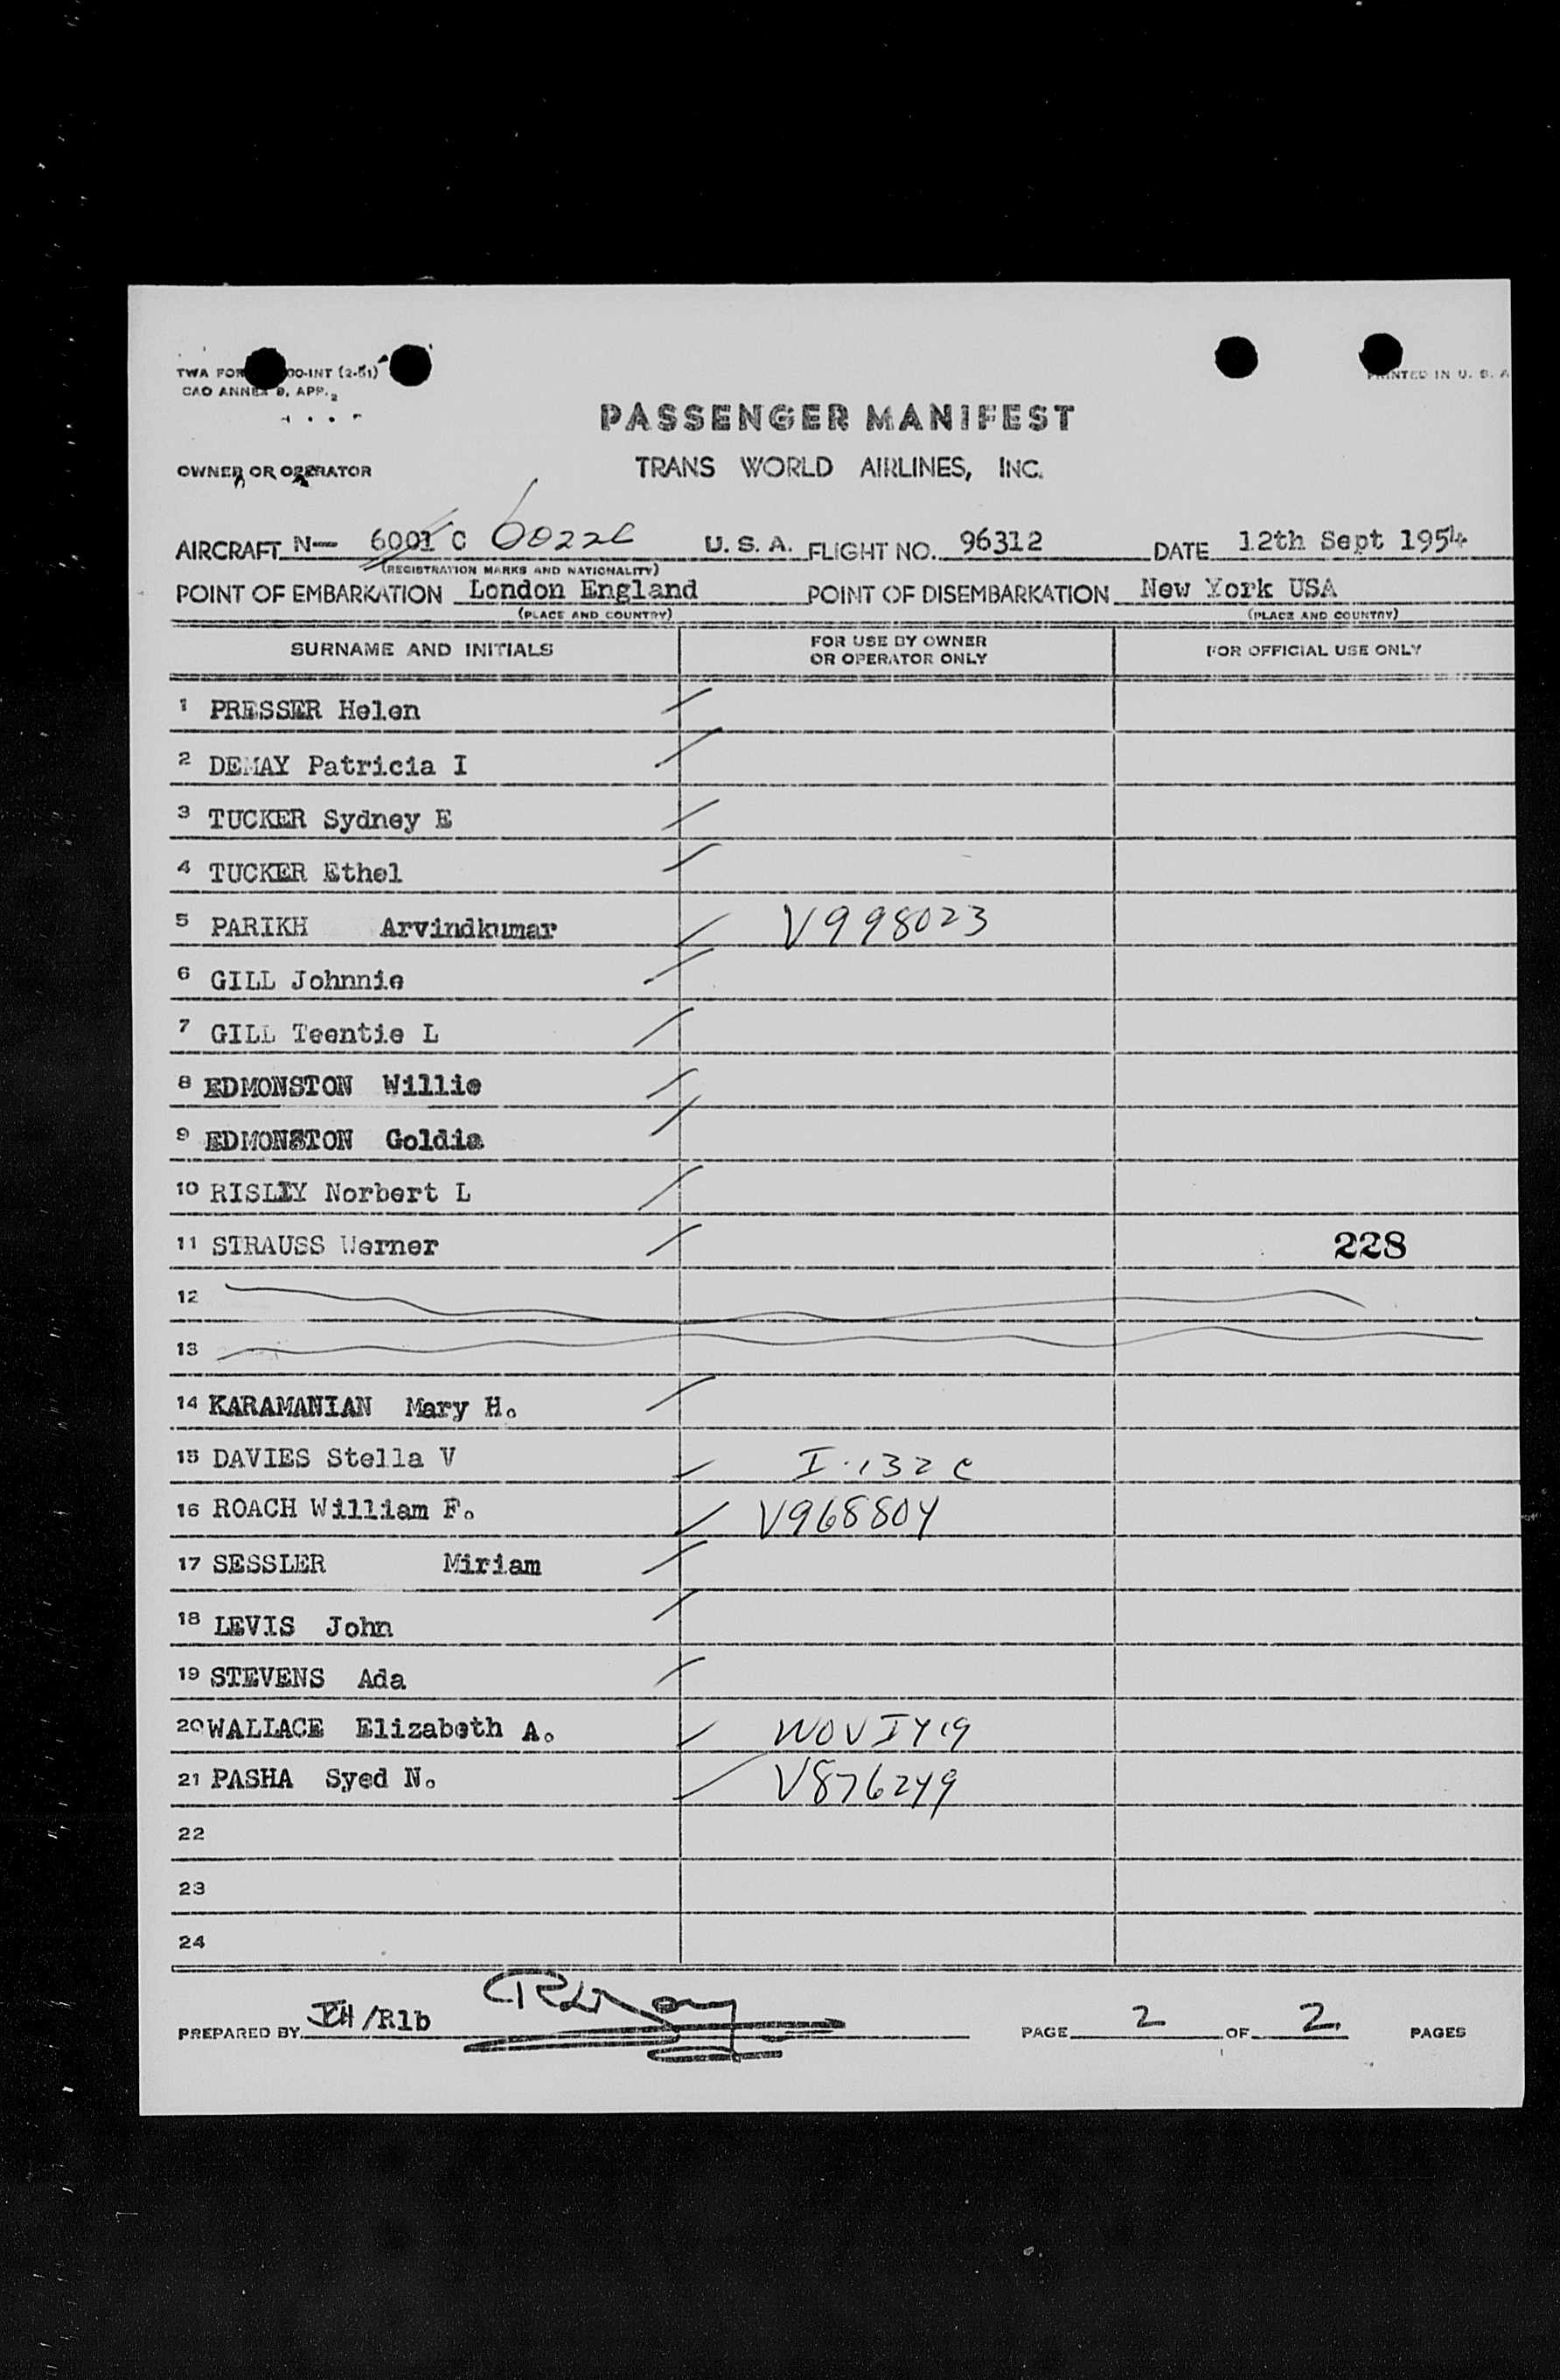 TWA FOR 00-INT (2-51)
CAO ANNEX 9, APP. 2
PRINTED IN U. S. A
PASSENGER MANIFEST
OWNER OR OPERATOR TRANS WORLD AIRLINES, INC.
AIRCRAFT N— 6001 C 6022C U. S. A. FLIGHT NO. 96312 DATE 12th Sept 1954
(REGISTRATION MARKS AND NATIONALITY)
POINT OF EMBARKATION London England POINT OF DISEMBARKATION New York USA
(PLACE AND COUNTRY) (PLACE AND COUNTRY)
SURNAME AND INITIALS FOR USE BY OWNER OR OPERATOR ONLY FOR OFFICIAL USE ONLY
1 PRESSER Helen
2 DEMAY Patricia I
3 TUCKER Sydney E
4 TUCKER Ethel
5 PARIKH Arvindkumar V998023
6 GILL Johnnie
7 GILL Teentie L
8 EDMONSTON Willie
9 EDMONSTON Goldia
10 RISLEY Norbert L
11 STRAUSS Werner 228
12
13
14 KARAMANIAN Mary H.
15 DAVIES Stella V I·132 C
16 ROACH William F. V968804
17 SESSLER Miriam
18 LEVIS John
19 STEVENS Ada
20 WALLACE Elizabeth A. WOVI419
21 PASHA Syed N. V876249
22
23
24
PREPARED BY /Rlb PAGE 2 OF 2. PAGES